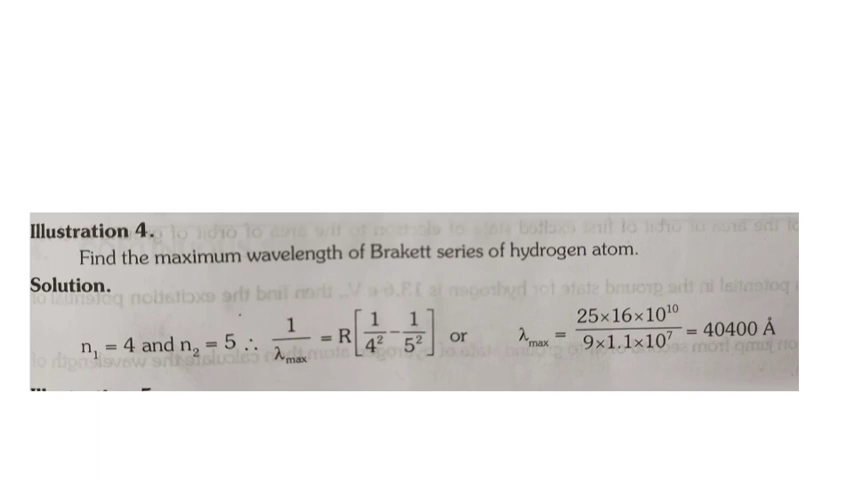 Illustration 4.
Find the maximum wavelength of Brakett series of hydrogen atom.
Solution.
n₁ = 4 and n₂ = 5 ∴ 1/λmax = R[1/4² − 1/5²] or λmax = 25×16×10¹⁰/9×1.1×10⁷ = 40400 Å